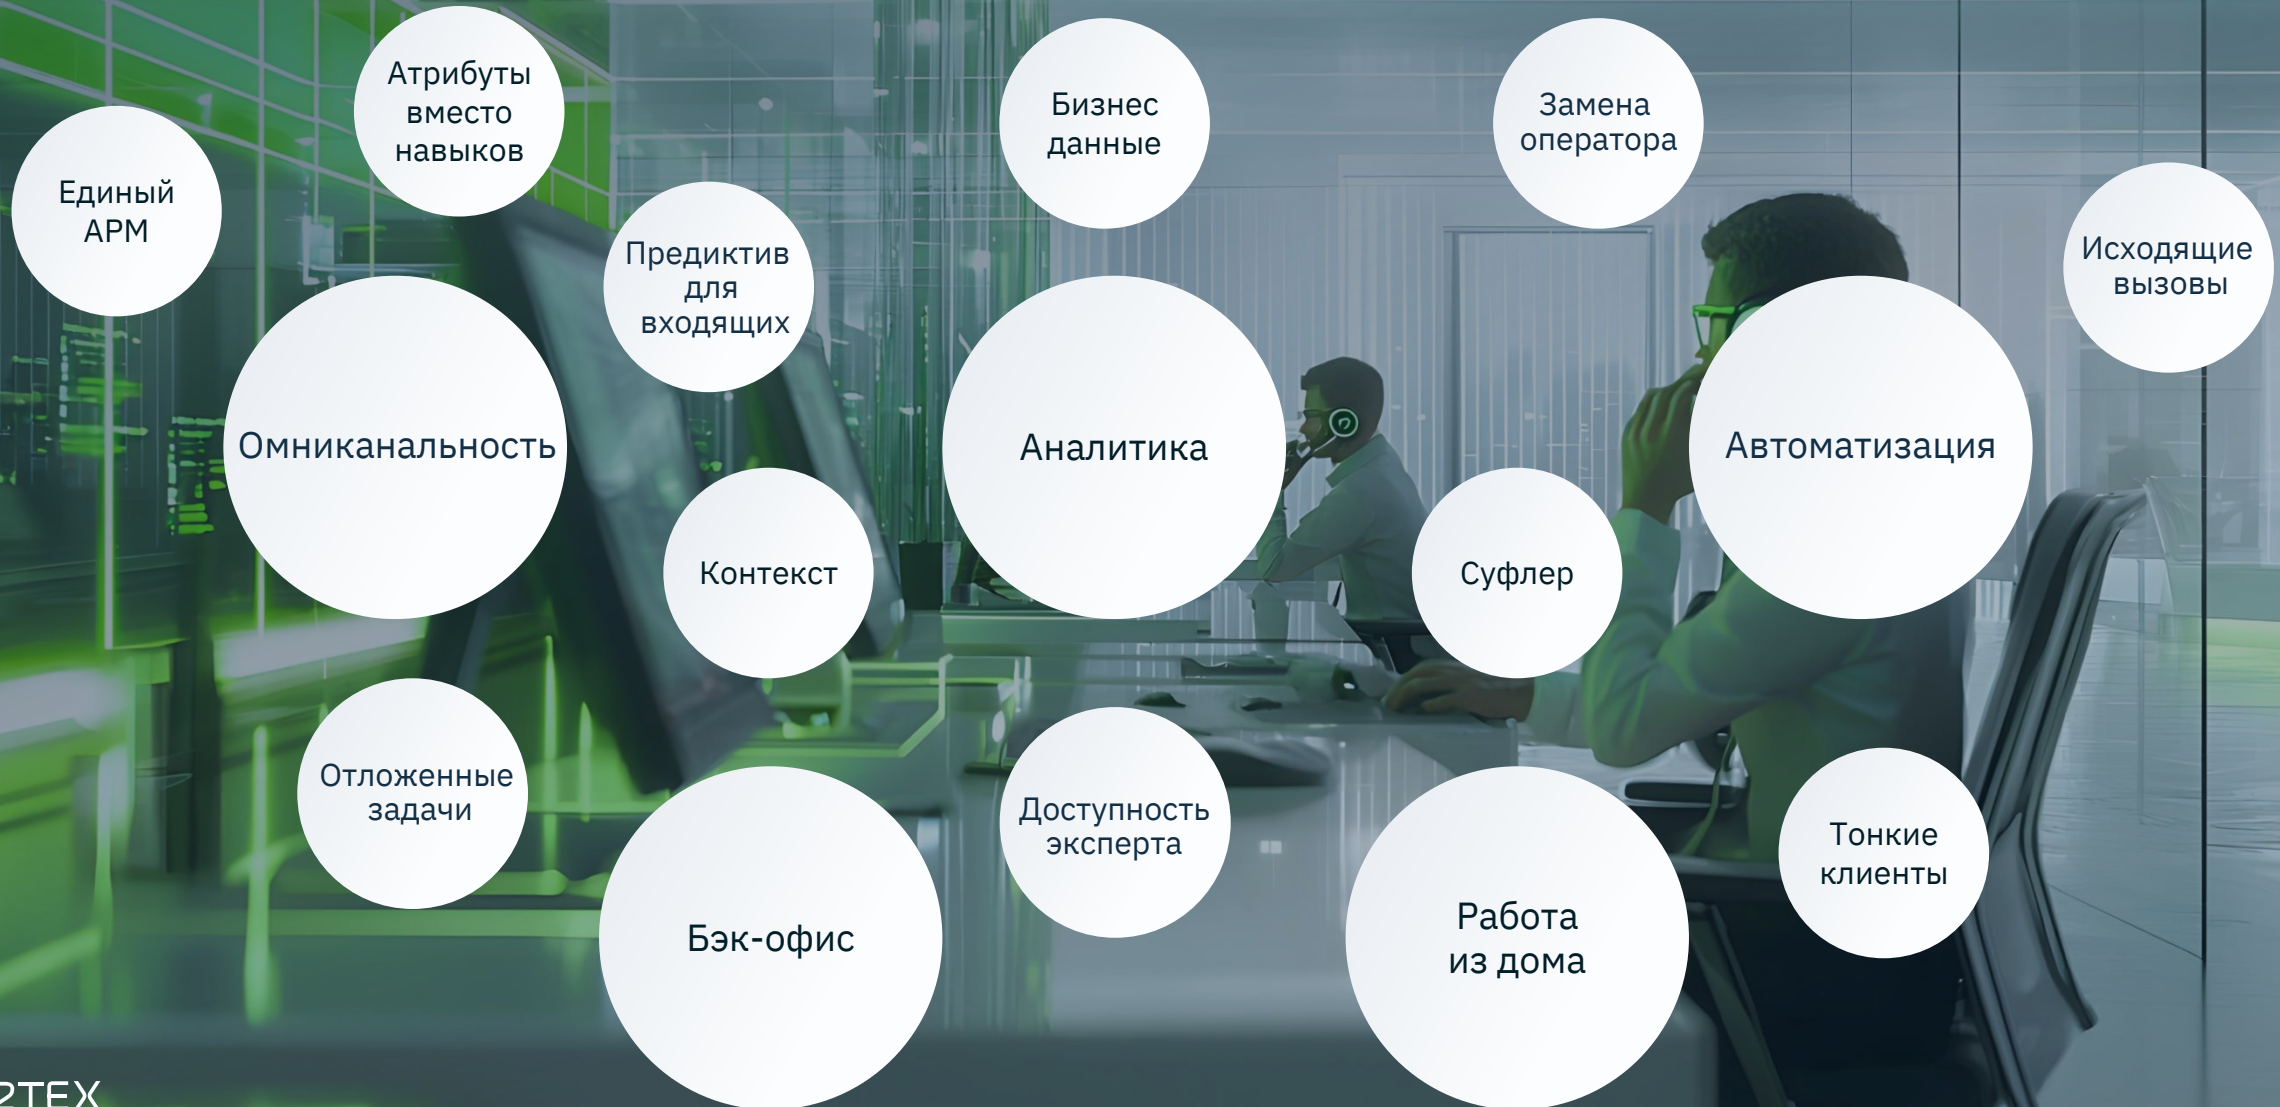 Атрибуты
вместо
навыков
Бизнес
данные
Замена
оператора
Единый
АРМ
Предиктив
для
входящих
Исходящие
вызовы
Омниканальность
Аналитика
Автоматизация
Контекст
Суфлер
Отложенные
задачи
Доступность
эксперта
Тонкие
клиенты
Бэк-офис
Работа
из дома
2TEX